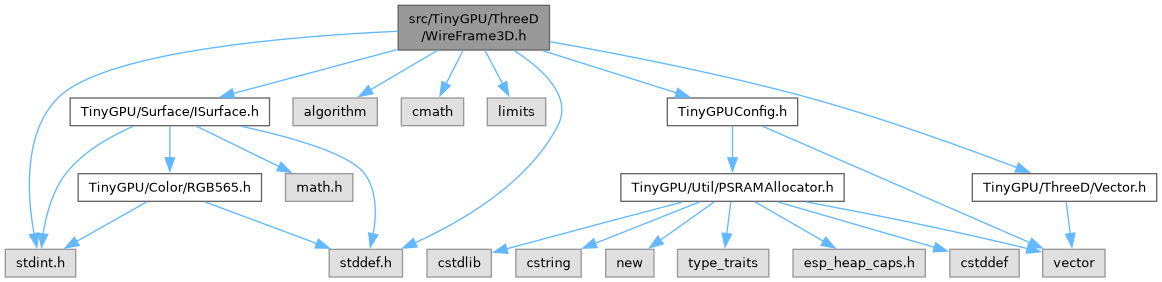 src/TinyGPU/ThreeD
/WireFrame3D.h
TinyGPU/Surface/ISurface.h
algorithm
cmath
limits
TinyGPUConfig.h
TinyGPU/Color/RGB565.h
math.h
TinyGPU/Util/PSRAMAllocator.h
TinyGPU/ThreeD/Vector.h
stdint.h
stddef.h
cstdlib
cstring
new
type_traits
esp_heap_caps.h
cstddef
vector